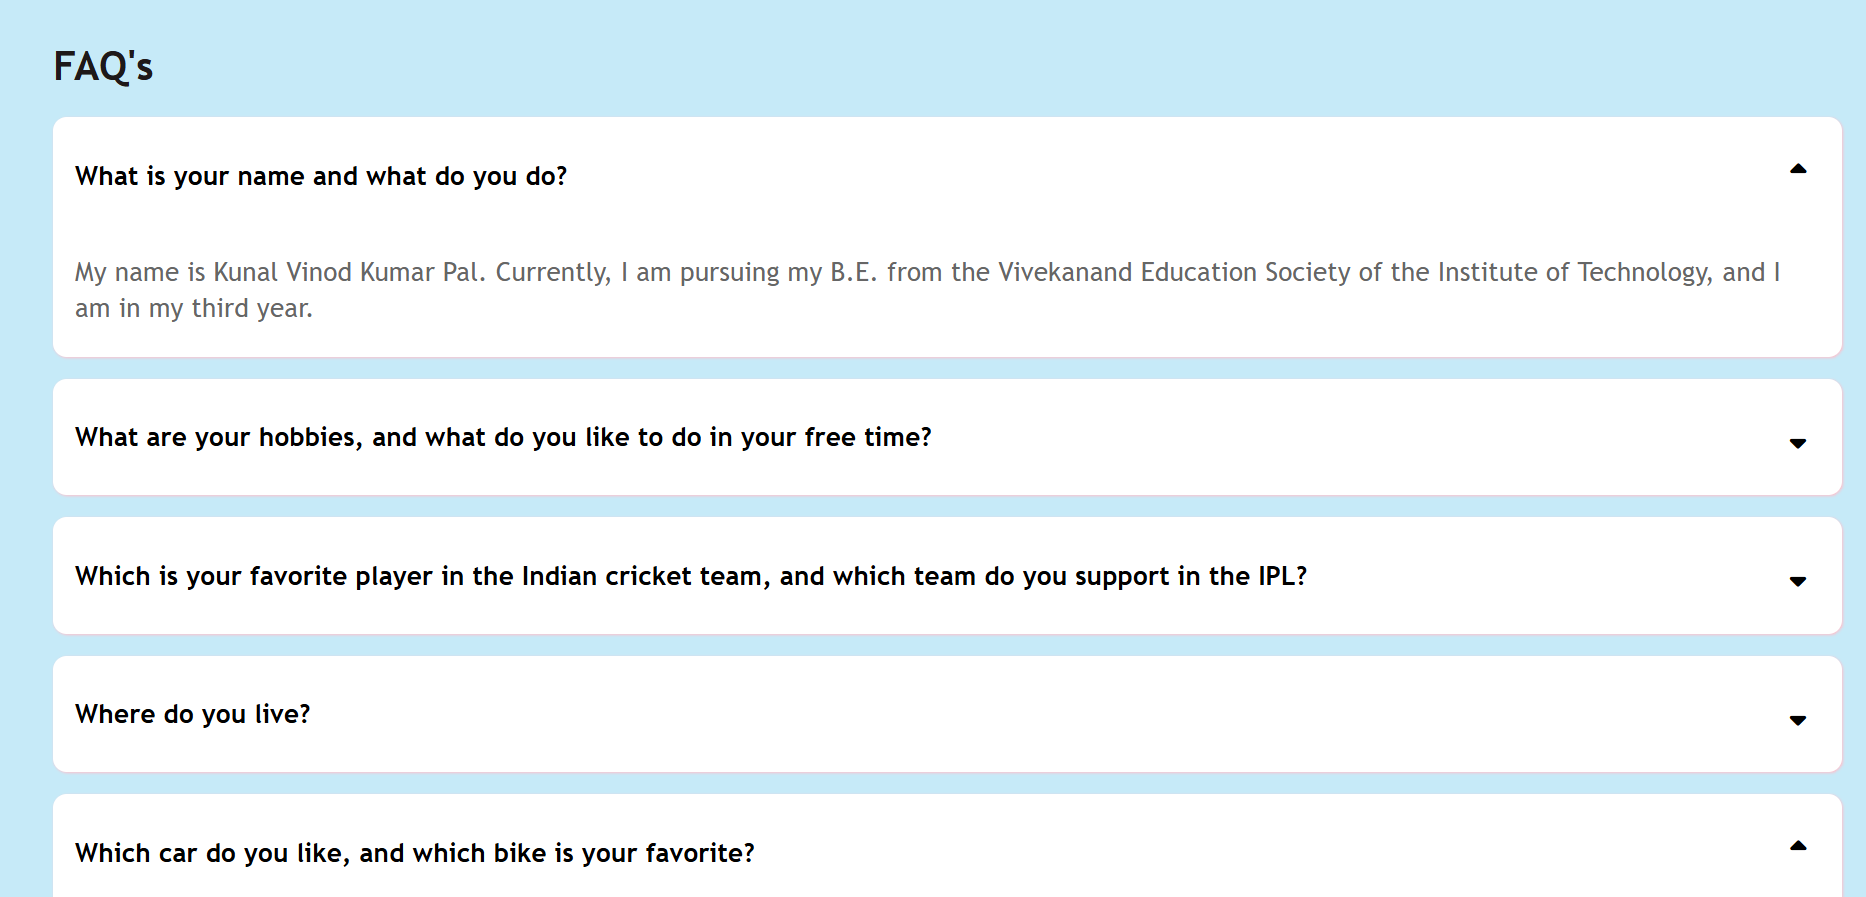 FAQ's
What is your name and what do you do?
My name is Kunal Vinod Kumar Pal. Currently, I am pursuing my B.E. from the Vivekanand Education Society of the Institute of Technology, and I
am in my third year.
What are your hobbies, and what do you like to do in your free time?
Which is your favorite player in the Indian cricket team, and which team do you support in the IPL?
Where do you live?
Which car do you like, and which bike is your favorite?